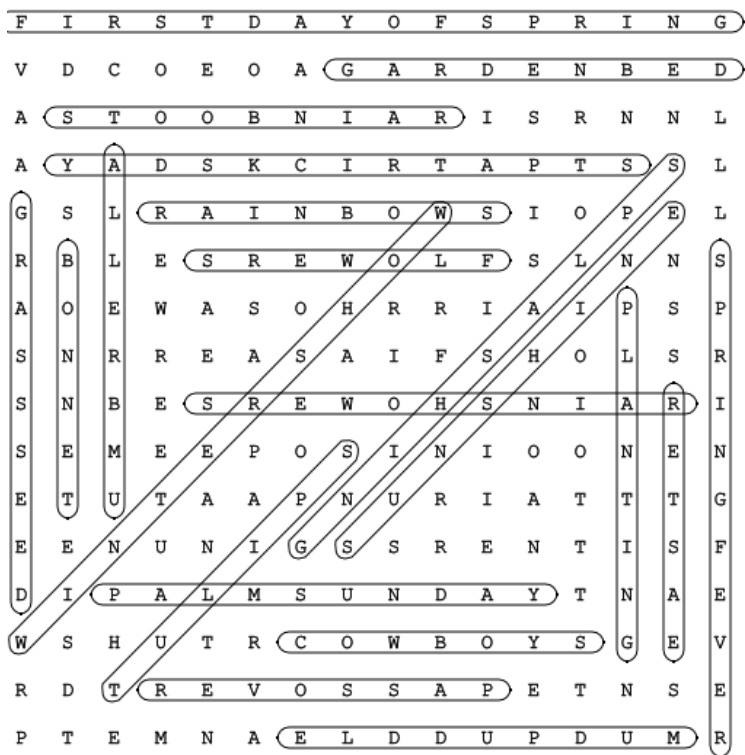 F I R S T D A Y O F S P R I N G
V D C O E O A G A R D E N B E D
A S T O O B N I A R I S R N N L
A Y A D S K C I R T A P T S S L
G S L R A I N B O W S I O P E L
R B L E S R E W O L F S L N N S
A O E W A S O H R R I A I P S P
S N R R E A S A I F S H O L S R
S N B E S R E W O H S N I A R I
S E M E E P O S I N I O O N E N
E T U T A A P N U R I A T T T G
E E N U N I G S S R E N T I S F
D I P A L M S U N D A Y T N A E
W S H U T R C O W B O Y S G E V
R D T R E V O S S A P E T N S E
P T E M N A E L D D U P D U M R